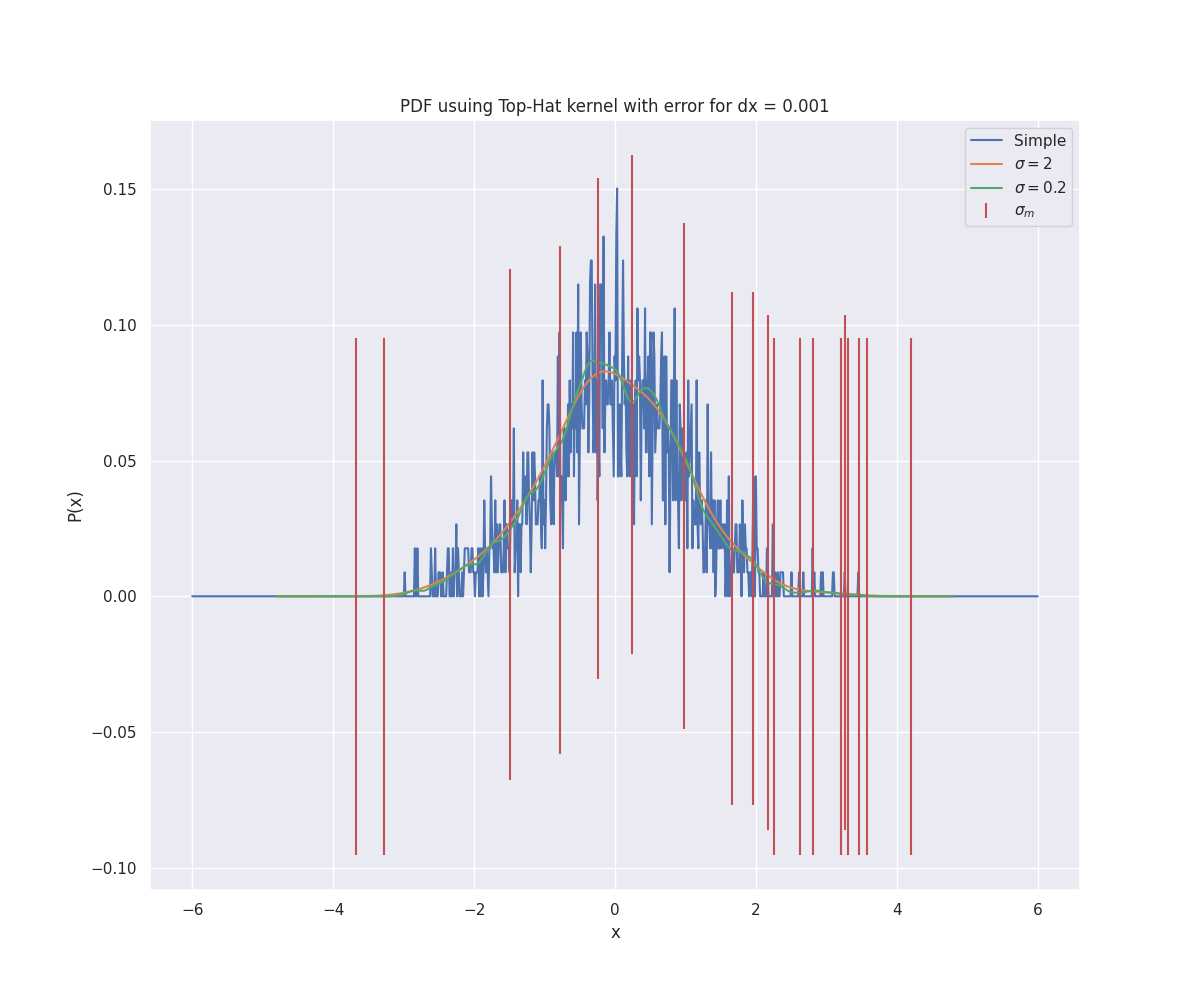 PDF usuing Top-Hat kernel with error for dx = 0.001
Simple
σ = 2
σ = 0.2
σₘ
0.15
0.10
0.05
0.00
−0.05
−0.10
P(x)
−6 −4 −2 0 2 4 6
x